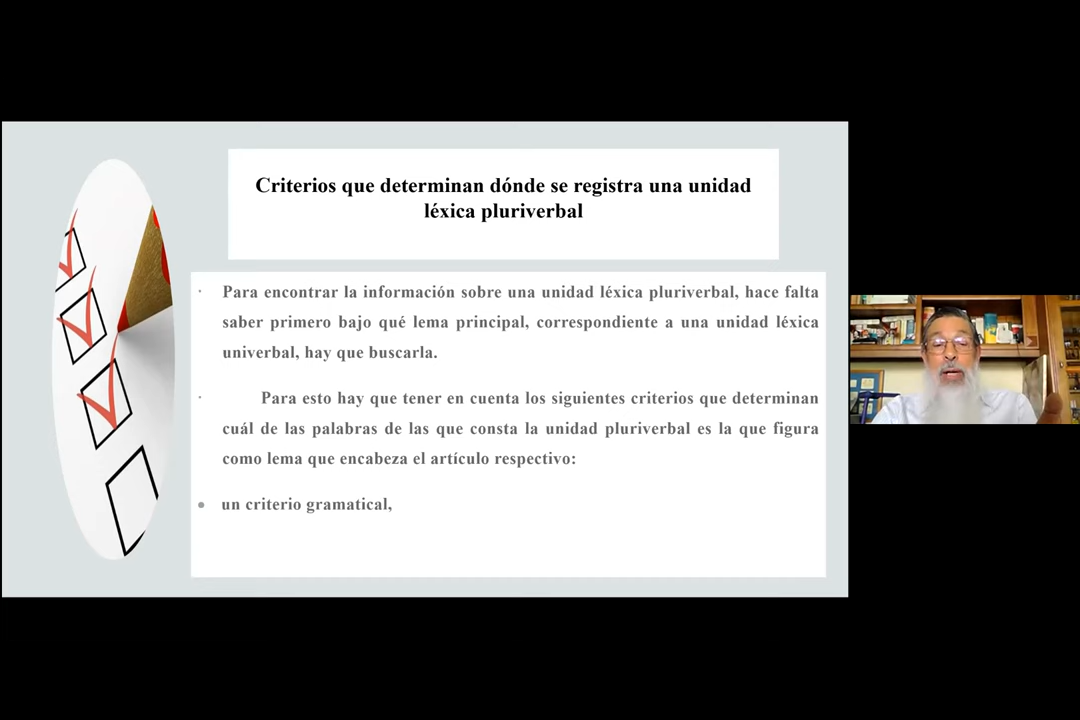 Criterios que determinan dónde se registra una unidad
léxica pluriverbal
· Para encontrar la información sobre una unidad léxica pluriverbal, hace falta
saber primero bajo qué lema principal, correspondiente a una unidad léxica
univerbal, hay que buscarla.
· Para esto hay que tener en cuenta los siguientes criterios que determinan
cuál de las palabras de las que consta la unidad pluriverbal es la que figura
como lema que encabeza el artículo respectivo:
• un criterio gramatical,